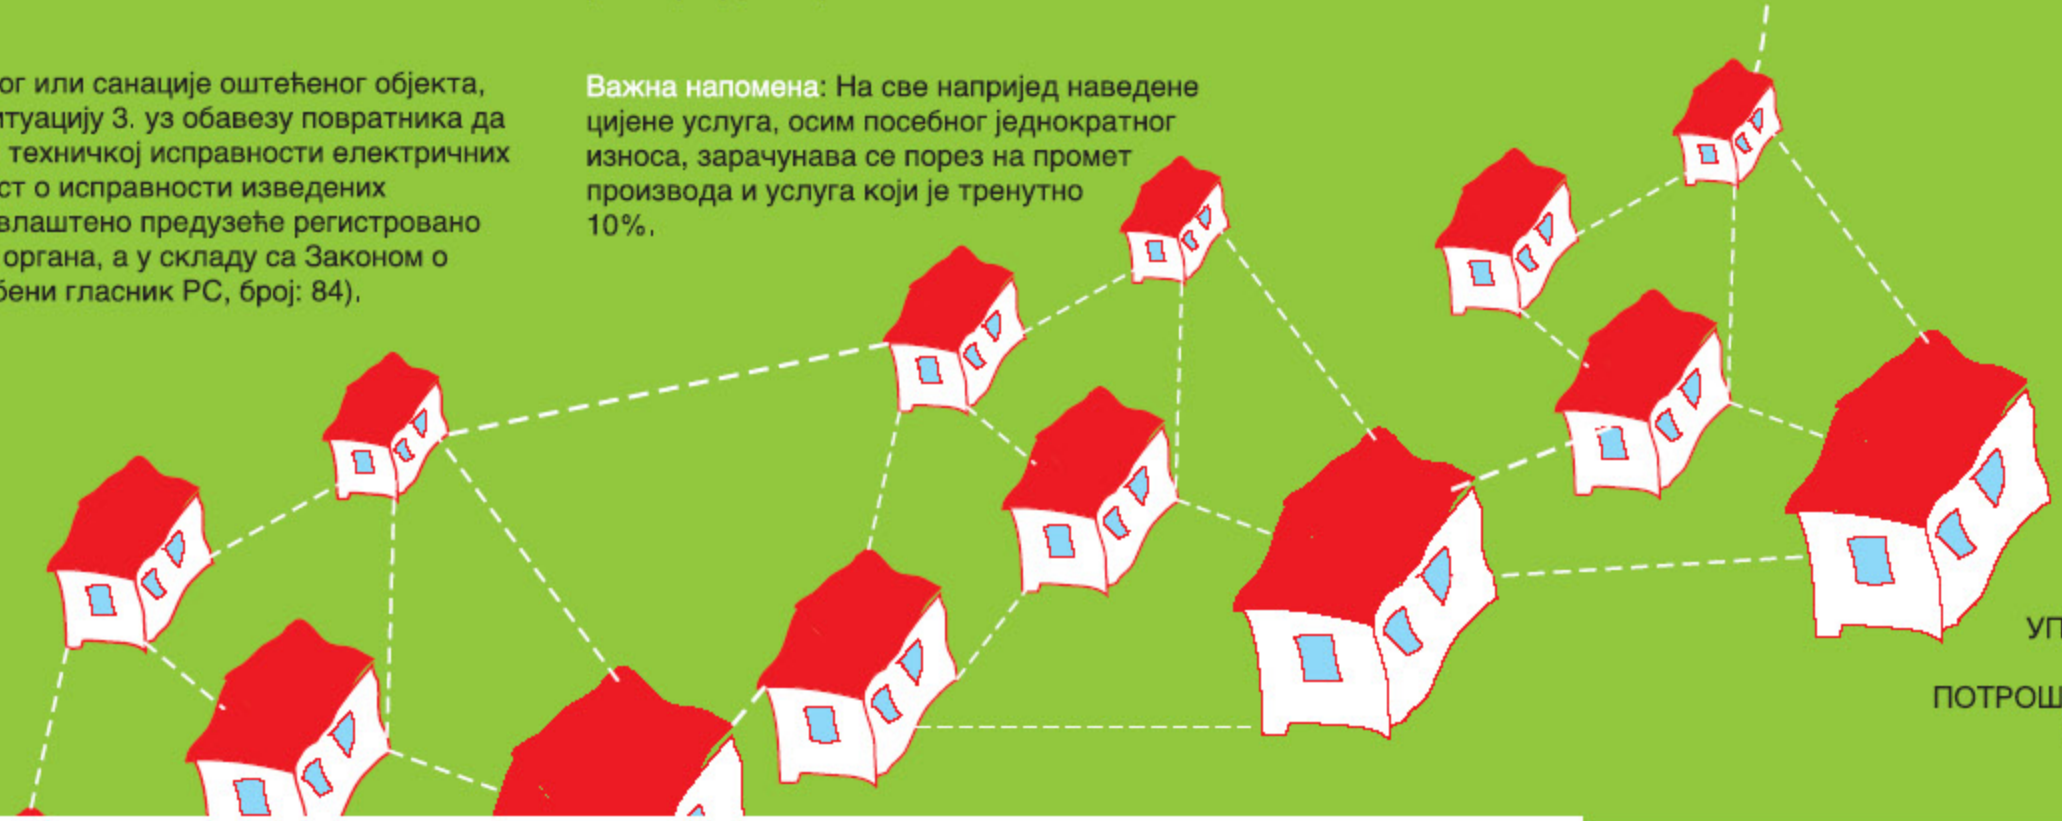 ог или санације оштећеног објекта,
итуацију 3. уз обавезу повратника да
техничкој исправности електричних
ст о исправности изведених
влаштено предузеће регистровано
органа, а у складу са Законом о
бени гласник РС, број: 84).
Важна напомена: На све напријед наведене
цијене услуга, осим посебног једнократног
износа, зарачунава се порез на промет
производа и услуга који је тренутно
10%.
УП
ПОТРОШ